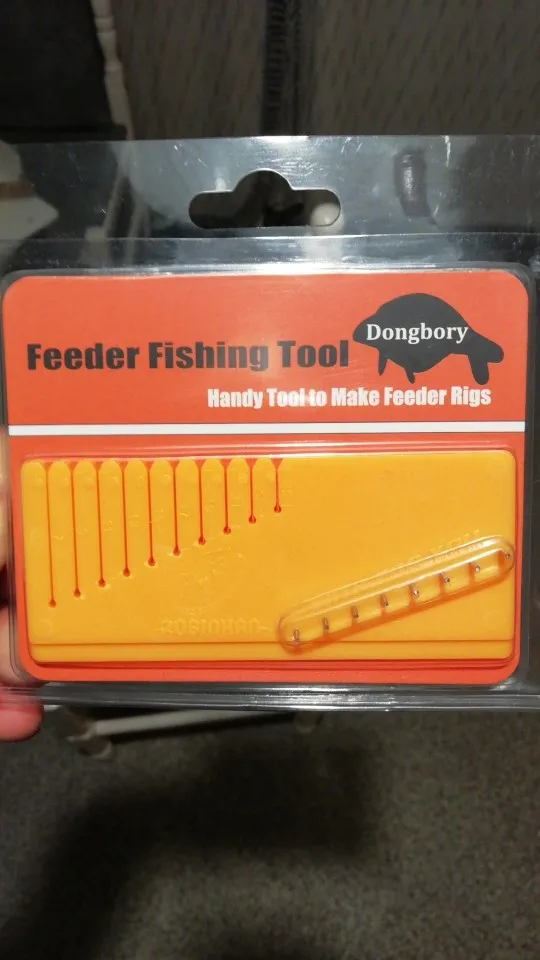 Dongbory
Feeder Fishing Tool
Handy Tool to Make Feeder Rigs